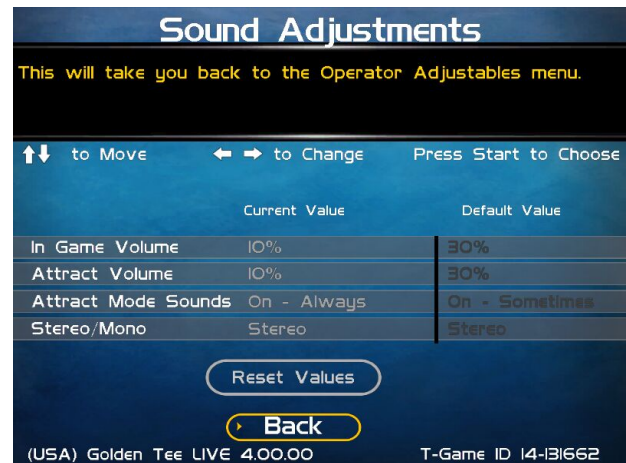 Sound Adjustments
This will take you back to the Operator Adjustables menu.
to Move to Change Press Start to Choose
Current Value Default Value
In Game Volume 10% 30%
Attract Volume 10% 30%
Attract Mode Sounds On - Always On - Sometimes
Stereo/Mono Stereo Stereo
Reset Values
Back
(USA) Golden Tee LIVE 4.00.00 T-Game ID 14-131662